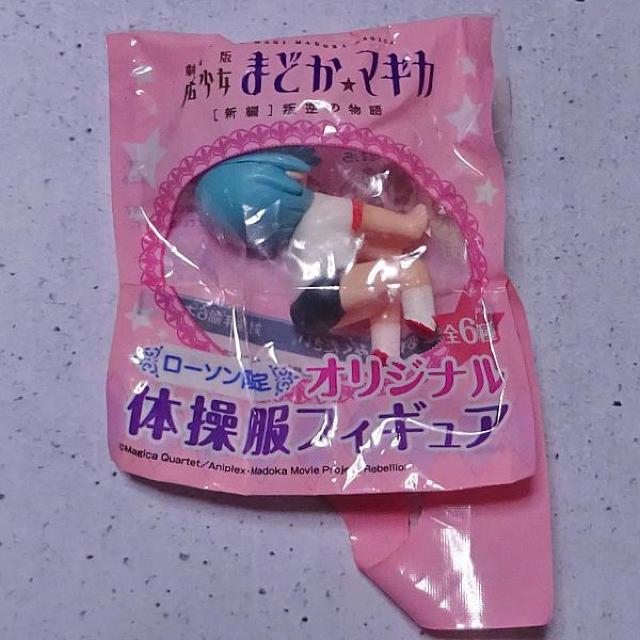 劇場版
魔法少女まどか★マギカ
[新編] 叛逆の物語
全6種
ローソン限定
オリジナル
体操服フィギュア
©Magica Quartet／Aniplex・Madoka Movie Project Rebellion